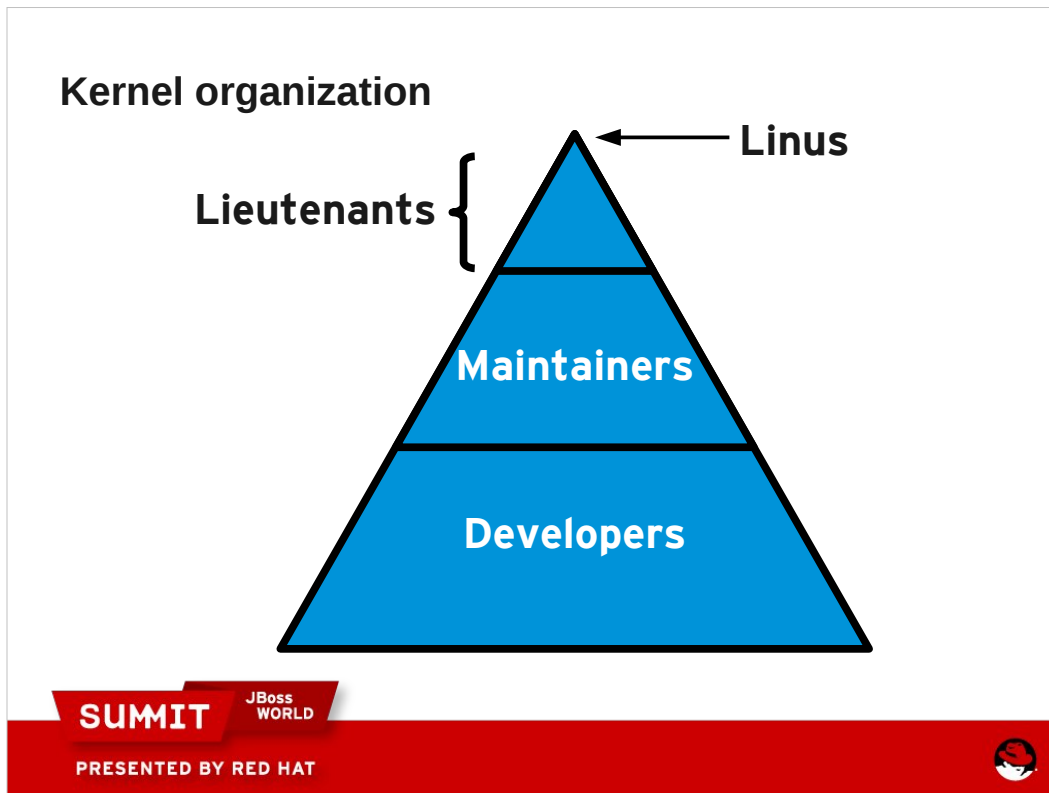 Kernel organization
Linus
Lieutenants
Maintainers
Developers
SUMMIT
JBoss
WORLD
PRESENTED BY RED HAT